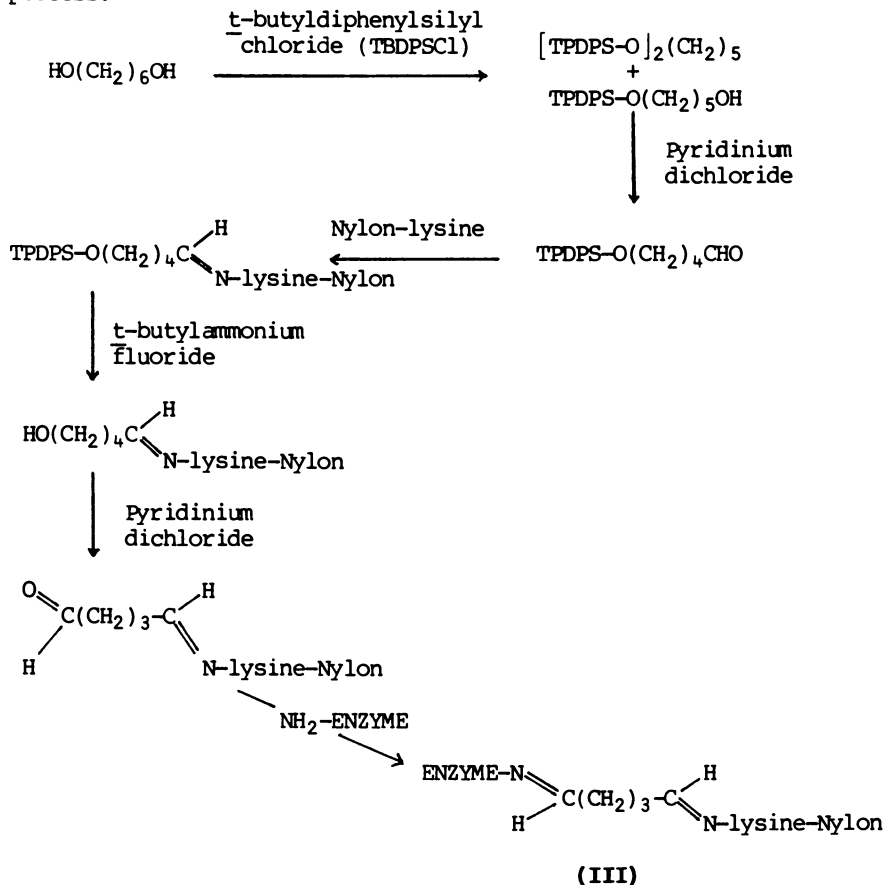 process.
t-butyldiphenylsilyl
chloride (TBDPSCl)
HO(CH2)6OH
[TPDPS-O]2(CH2)5
+
TPDPS-O(CH2)5OH
Pyridinium
dichloride
TPDPS-O(CH2)4CHO
Nylon-lysine
H
TPDPS-O(CH2)4C
N-lysine-Nylon
t-butylammonium
fluoride
H
HO(CH2)4C
N-lysine-Nylon
Pyridinium
dichloride
O
H
C(CH2)3-C
H
N-lysine-Nylon
NH2-ENZYME
ENZYME-N
H
C(CH2)3-C
H
N-lysine-Nylon
(III)